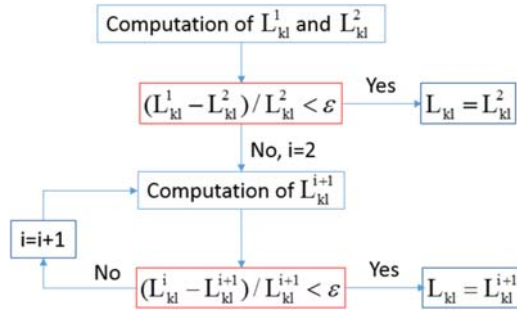 Computation of L¹ₖₗ and L²ₖₗ
Yes
(L¹ₖₗ − L²ₖₗ) / L²ₖₗ < ε
Lₖₗ = L²ₖₗ
No, i=2
Computation of Lⁱ⁺¹ₖₗ
i=i+1
No
Yes
(Lⁱₖₗ − Lⁱ⁺¹ₖₗ) / Lⁱ⁺¹ₖₗ < ε
Lₖₗ = Lⁱ⁺¹ₖₗ